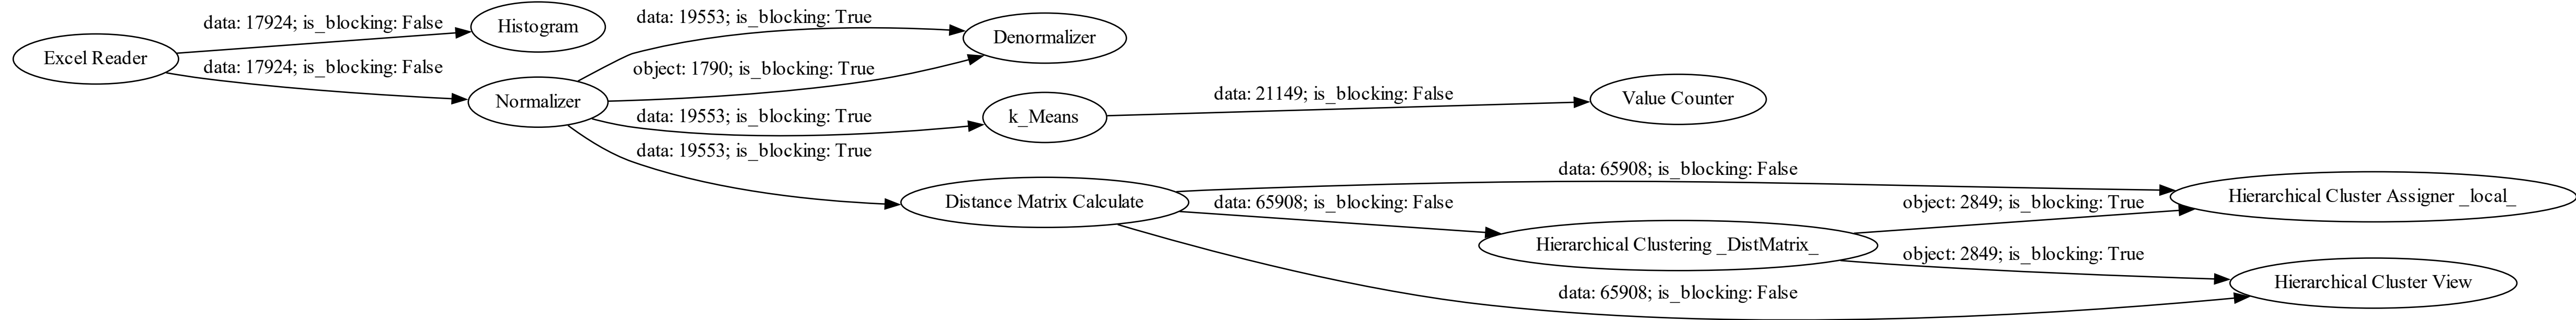 Excel Reader
data: 17924; is_blocking: False
data: 17924; is_blocking: False
Histogram
Normalizer
data: 19553; is_blocking: True
object: 1790; is_blocking: True
data: 19553; is_blocking: True
data: 19553; is_blocking: True
Denormalizer
k_Means
Distance Matrix Calculate
data: 21149; is_blocking: False
Value Counter
data: 65908; is_blocking: False
data: 65908; is_blocking: False
data: 65908; is_blocking: False
Hierarchical Clustering _DistMatrix_
object: 2849; is_blocking: True
object: 2849; is_blocking: True
Hierarchical Cluster Assigner _local_
Hierarchical Cluster View